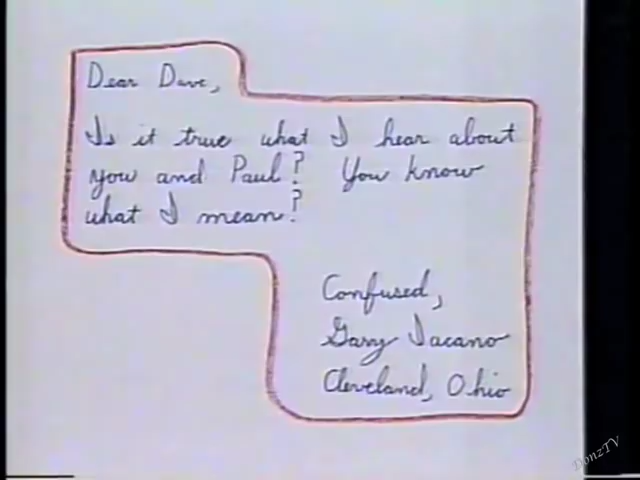 Dear Dave,
Is it true what I hear about
you and Paul? You know
what I mean?
Confused,
Gary Iacano
Cleveland, Ohio
DonzTV